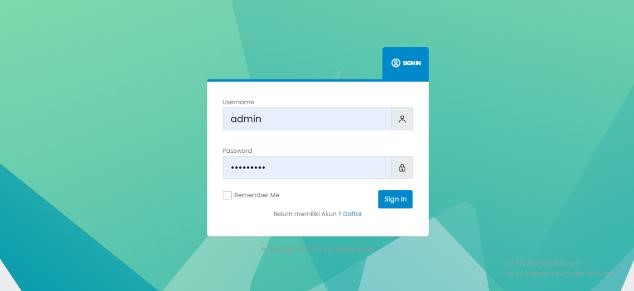 SIGN IN
Username
admin
Password
•••••••••
Remember Me
Sign In
Belum memiliki Akun ? Daftar
Activate Windows